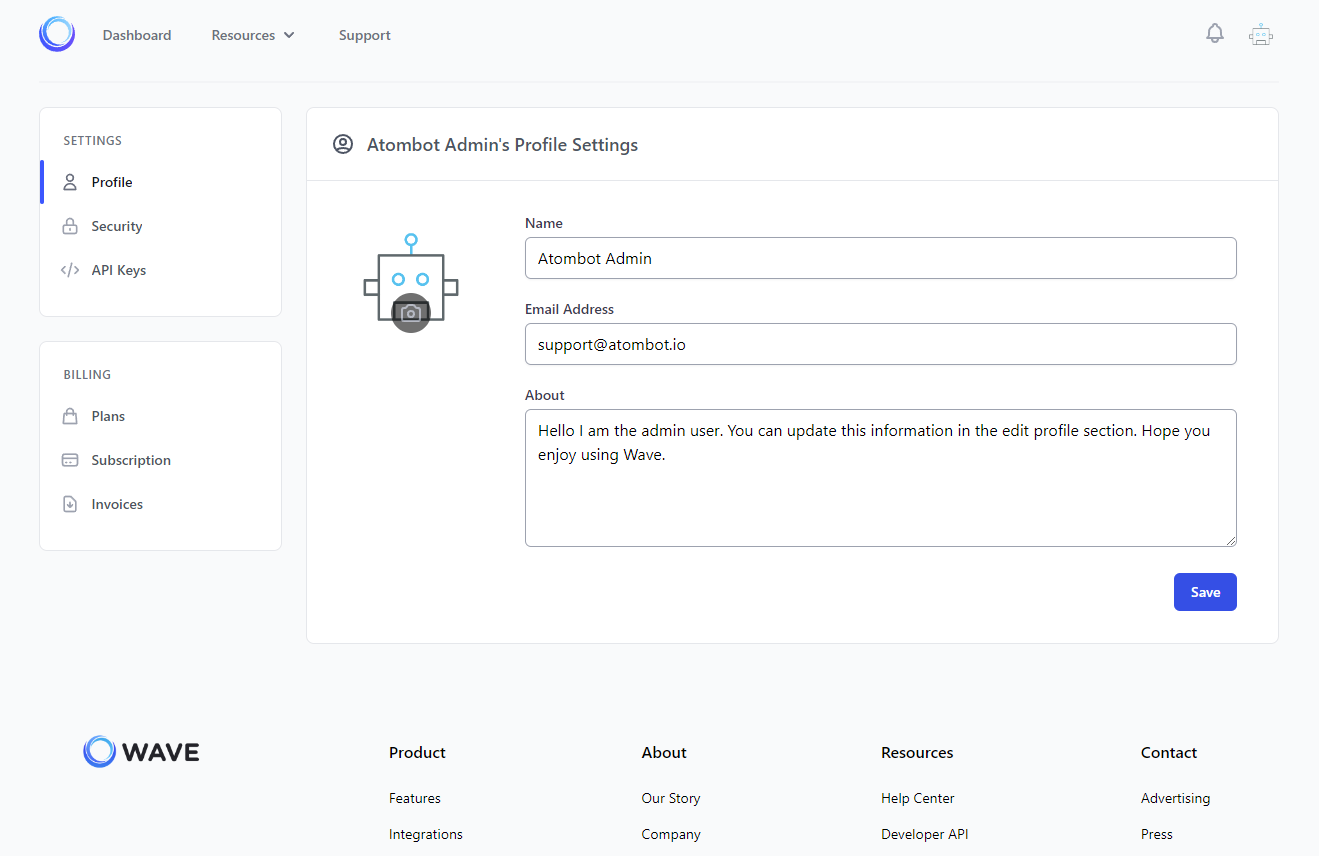 Dashboard Resources Support
SETTINGS
Profile
Security
API Keys
BILLING
Plans
Subscription
Invoices
Atombot Admin's Profile Settings
Name
Atombot Admin
Email Address
support@atombot.io
About
Hello I am the admin user. You can update this information in the edit profile section. Hope you
enjoy using Wave.
Save
WAVE
Product
Features
Integrations
About
Our Story
Company
Resources
Help Center
Developer API
Contact
Advertising
Press